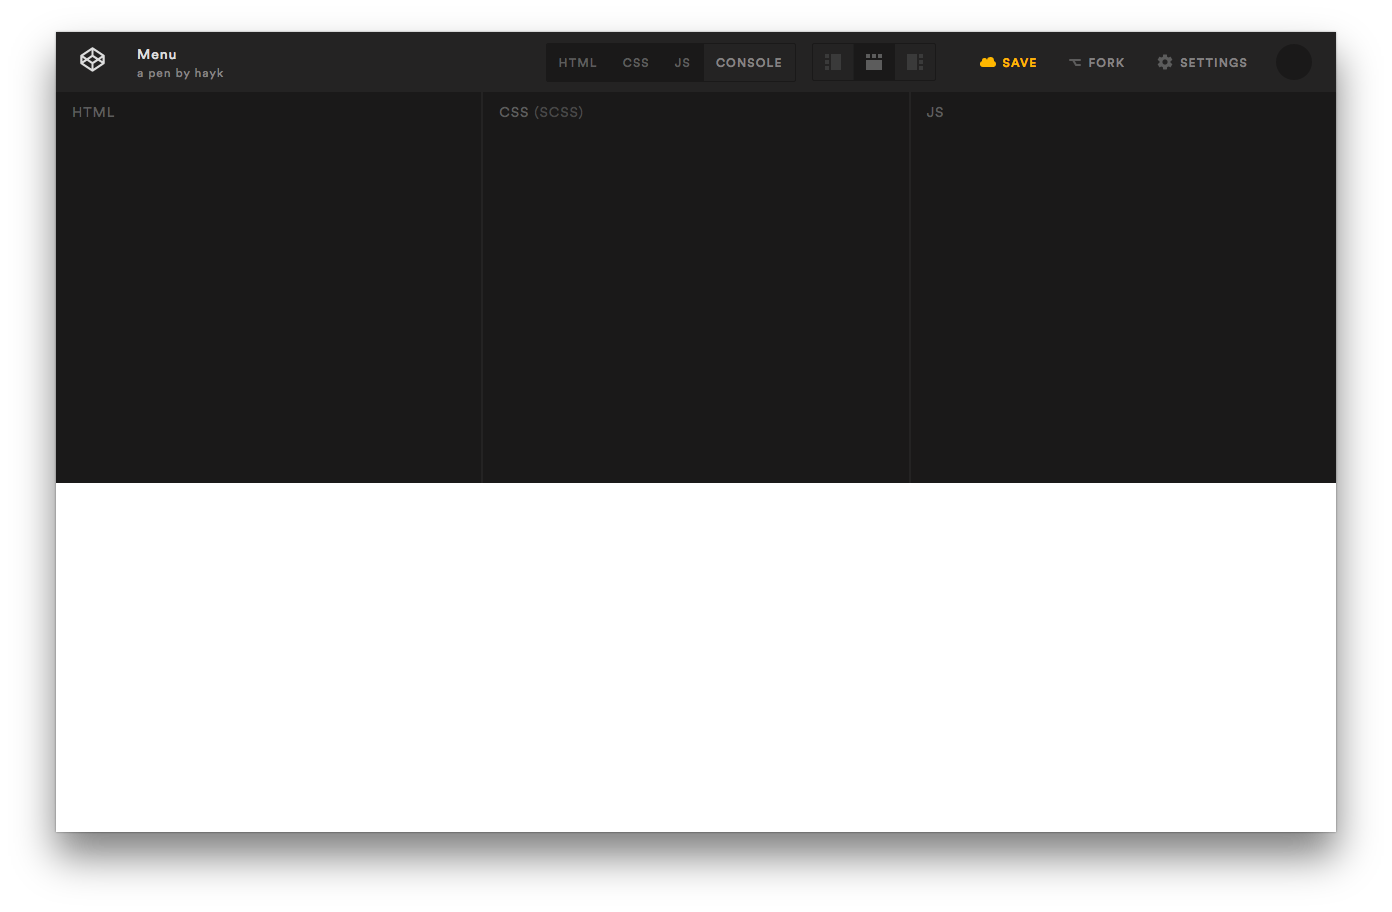 Menu
a pen by hayk
HTML CSS JS CONSOLE
SAVE FORK SETTINGS
HTML
CSS (SCSS)
JS